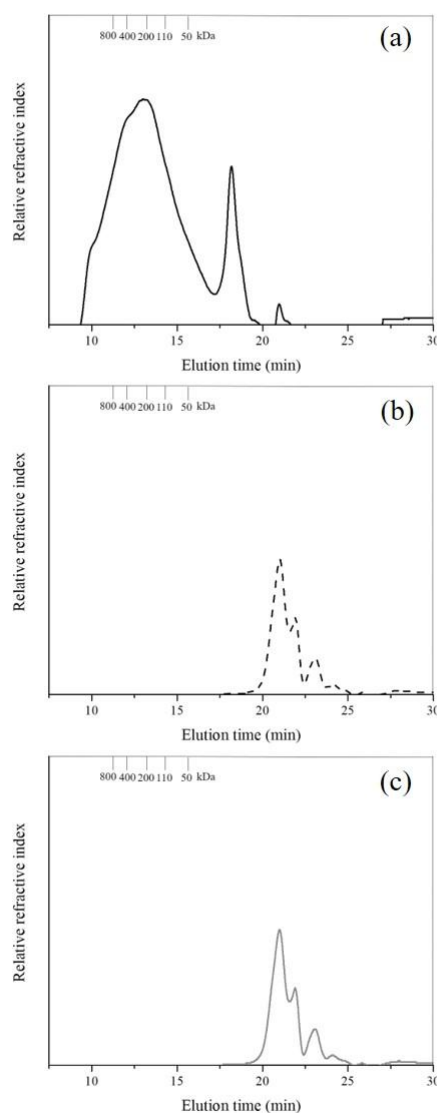 (a)
800 400 200 110 50 kDa
Relative refractive index
10 15 20 25 30
Elution time (min)
(b)
800 400 200 110 50 kDa
Relative refractive index
10 15 20 25 30
Elution time (min)
(c)
800 400 200 110 50 kDa
Relative refractive index
10 15 20 25 30
Elution time (min)